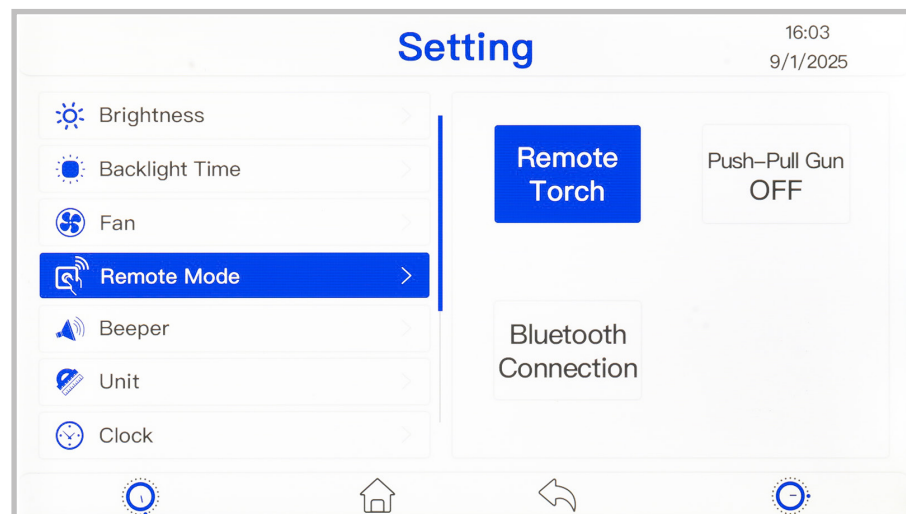 Setting
16:03
9/1/2025
Brightness
Backlight Time
Fan
Remote Mode
Beeper
Unit
Clock
Remote
Torch
Push–Pull Gun
OFF
Bluetooth
Connection